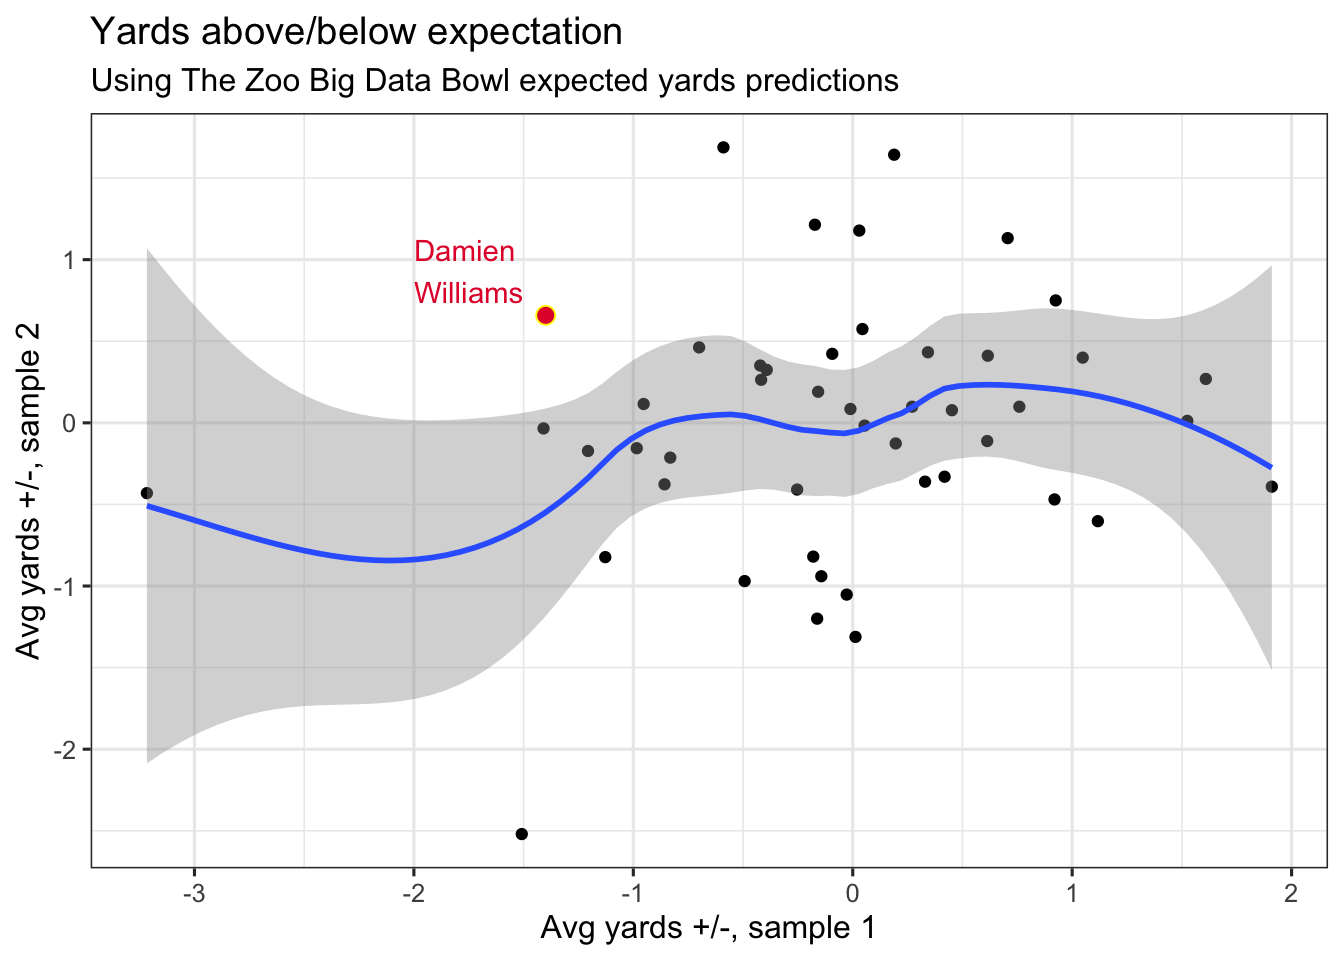 Yards above/below expectation
Using The Zoo Big Data Bowl expected yards predictions
Avg yards +/-, sample 2
1
0
-1
-2
Damien
Williams
-3
-2
-1
0
1
2
Avg yards +/-, sample 1